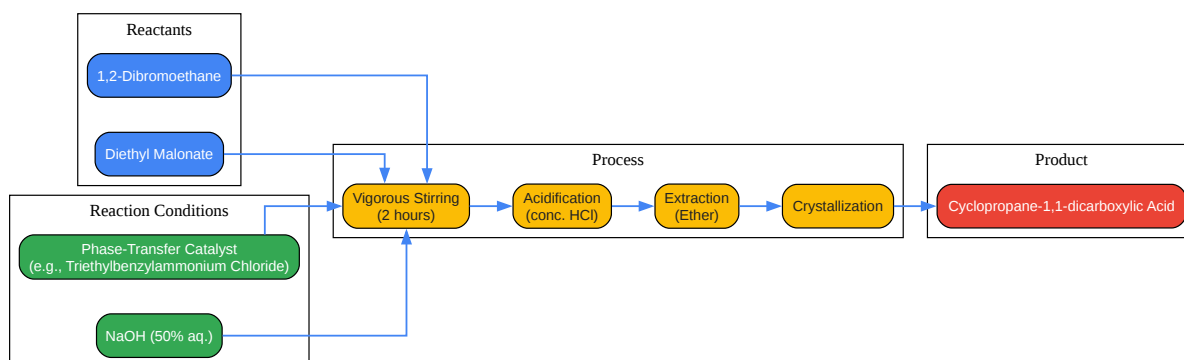 Reactants
1,2-Dibromoethane
Diethyl Malonate
Reaction Conditions
Phase-Transfer Catalyst
(e.g., Triethylbenzylammonium Chloride)
NaOH (50% aq.)
Process
Vigorous Stirring
(2 hours)
Acidification
(conc. HCl)
Extraction
(Ether)
Crystallization
Product
Cyclopropane-1,1-dicarboxylic Acid